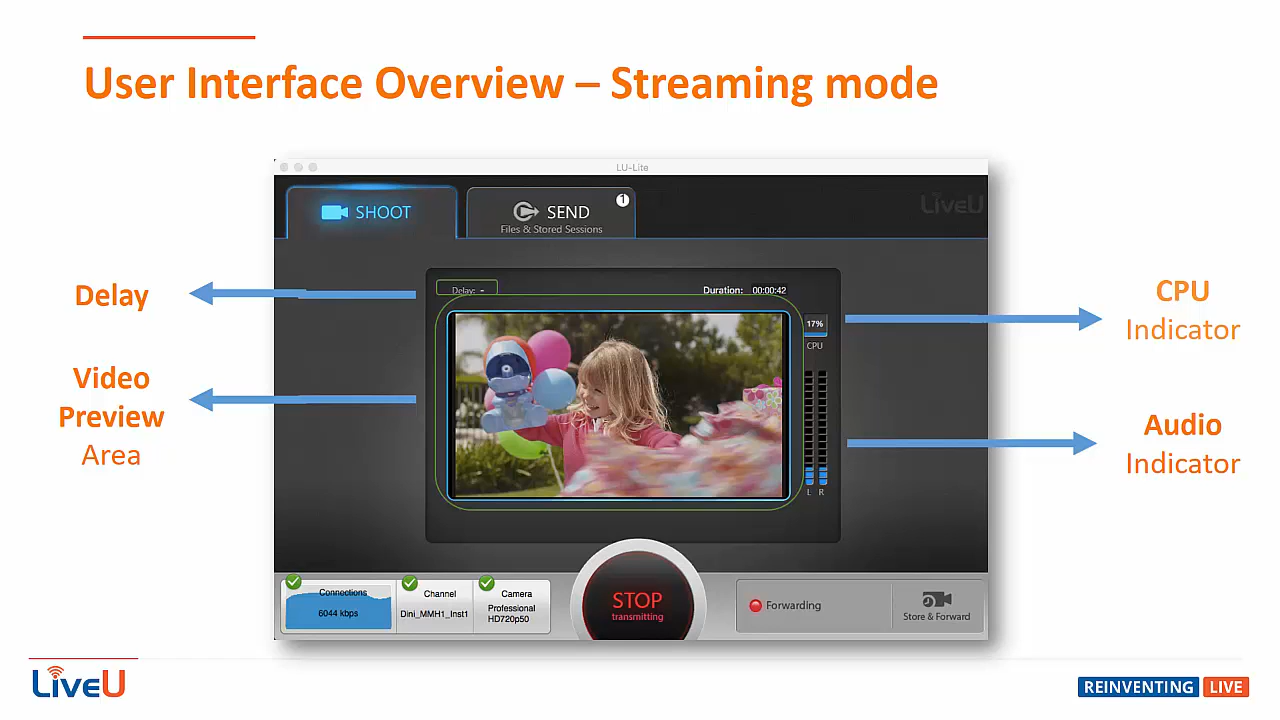 User Interface Overview – Streaming mode
LU-Lite
SHOOT
SEND
1
Files & Stored Sessions
LiveU
Delay
Video
Preview
Area
Delay: -
Duration: 00:00:42
17%
CPU
L R
CPU
Indicator
Audio
Indicator
Connections
6044 kbps
Channel
Dini_MMH1_Inst1
Camera
Professional
HD720p50
STOP
transmitting
Forwarding
Store & Forward
LiveU
REINVENTING LIVE